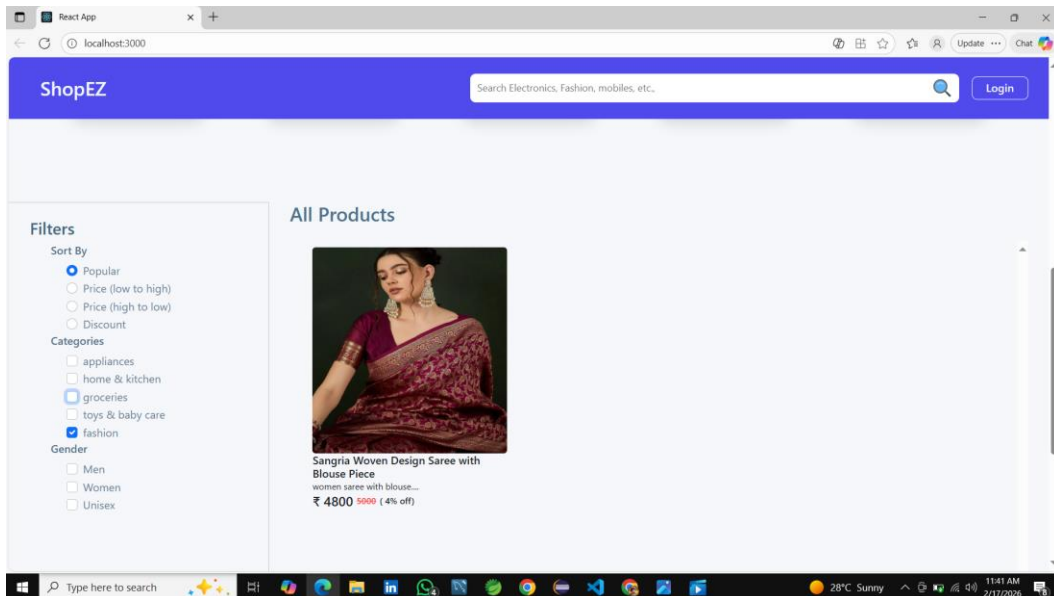 React App
localhost:3000
Update
Chat
ShopEZ
Search Electronics, Fashion, mobiles, etc.,
Login
Filters
Sort By
Popular
Price (low to high)
Price (high to low)
Discount
Categories
appliances
home & kitchen
groceries
toys & baby care
fashion
Gender
Men
Women
Unisex
All Products
Sangria Woven Design Saree with
Blouse Piece
women saree with blouse....
₹ 4800 5000 ( 4% off)
Type here to search
28°C Sunny
11:41 AM
2/17/2026